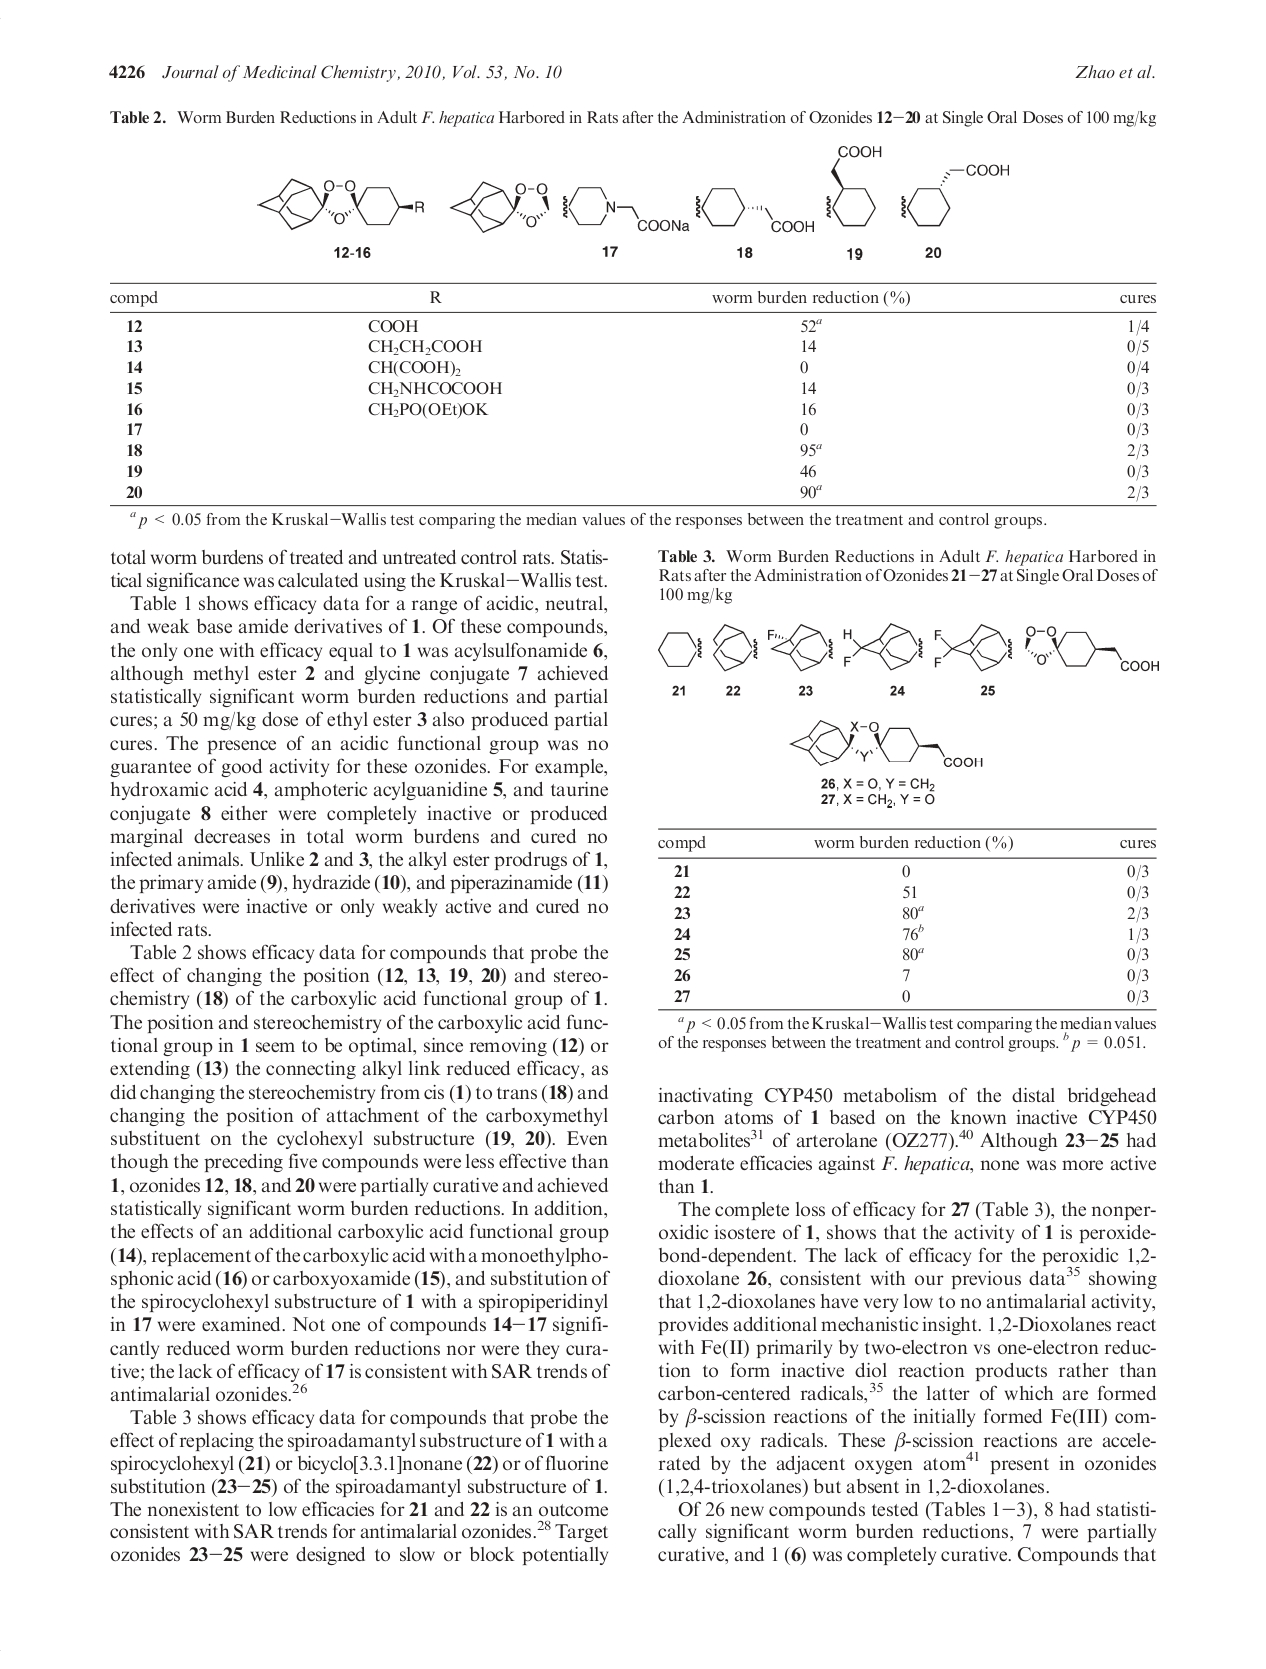 4226 Journal of Medicinal Chemistry, 2010, Vol. 53, No. 10 Zhao et al.
Table 2. Worm Burden Reductions in Adult F. hepatica Harbored in Rats after the Administration of Ozonides 12−20 at Single Oral Doses of 100 mg/kg
O-O
O
R
12-16
O-O
O
N
COONa
17
COOH
18
COOH
19
COOH
20
compd R worm burden reduction (%) cures
12 COOH 52a 1/4
13 CH2CH2COOH 14 0/5
14 CH(COOH)2 0 0/4
15 CH2NHCOCOOH 14 0/3
16 CH2PO(OEt)OK 16 0/3
17 0 0/3
18 95a 2/3
19 46 0/3
20 90a 2/3
a p < 0.05 from the Kruskal−Wallis test comparing the median values of the responses between the treatment and control groups.
total worm burdens of treated and untreated control rats. Statis-
tical significance was calculated using the Kruskal−Wallis test.
Table 1 shows efficacy data for a range of acidic, neutral,
and weak base amide derivatives of 1. Of these compounds,
the only one with efficacy equal to 1 was acylsulfonamide 6,
although methyl ester 2 and glycine conjugate 7 achieved
statistically significant worm burden reductions and partial
cures; a 50 mg/kg dose of ethyl ester 3 also produced partial
cures. The presence of an acidic functional group was no
guarantee of good activity for these ozonides. For example,
hydroxamic acid 4, amphoteric acylguanidine 5, and taurine
conjugate 8 either were completely inactive or produced
marginal decreases in total worm burdens and cured no
infected animals. Unlike 2 and 3, the alkyl ester prodrugs of 1,
the primary amide (9), hydrazide (10), and piperazinamide (11)
derivatives were inactive or only weakly active and cured no
infected rats.
Table 2 shows efficacy data for compounds that probe the
effect of changing the position (12, 13, 19, 20) and stereo-
chemistry (18) of the carboxylic acid functional group of 1.
The position and stereochemistry of the carboxylic acid func-
tional group in 1 seem to be optimal, since removing (12) or
extending (13) the connecting alkyl link reduced efficacy, as
did changing the stereochemistry from cis (1) to trans (18) and
changing the position of attachment of the carboxymethyl
substituent on the cyclohexyl substructure (19, 20). Even
though the preceding five compounds were less effective than
1, ozonides 12, 18, and 20 were partially curative and achieved
statistically significant worm burden reductions. In addition,
the effects of an additional carboxylic acid functional group
(14), replacement of the carboxylic acid with a monoethylpho-
sphonic acid (16) or carboxyoxamide (15), and substitution of
the spirocyclohexyl substructure of 1 with a spiropiperidinyl
in 17 were examined. Not one of compounds 14−17 signifi-
cantly reduced worm burden reductions nor were they cura-
tive; the lack of efficacy of 17 is consistent with SAR trends of
antimalarial ozonides.26
Table 3 shows efficacy data for compounds that probe the
effect of replacing the spiroadamantyl substructure of 1 with a
spirocyclohexyl (21) or bicyclo[3.3.1]nonane (22) or of fluorine
substitution (23−25) of the spiroadamantyl substructure of 1.
The nonexistent to low efficacies for 21 and 22 is an outcome
consistent with SAR trends for antimalarial ozonides.28 Target
ozonides 23−25 were designed to slow or block potentially
Table 3. Worm Burden Reductions in Adult F. hepatica Harbored in
Rats after the Administration of Ozonides 21−27 at Single Oral Doses of
100 mg/kg
F
H
F
F
F
O-O
O
COOH
21 22 23 24 25
X-O
Y
COOH
26, X = O, Y = CH2
27, X = CH2, Y = O
compd worm burden reduction (%) cures
21 0 0/3
22 51 0/3
23 80a 2/3
24 76b 1/3
25 80a 0/3
26 7 0/3
27 0 0/3
a p < 0.05 from the Kruskal−Wallis test comparing the median values
of the responses between the treatment and control groups. b p = 0.051.
inactivating CYP450 metabolism of the distal bridgehead
carbon atoms of 1 based on the known inactive CYP450
metabolites31 of arterolane (OZ277).40 Although 23−25 had
moderate efficacies against F. hepatica, none was more active
than 1.
The complete loss of efficacy for 27 (Table 3), the nonper-
oxidic isostere of 1, shows that the activity of 1 is peroxide-
bond-dependent. The lack of efficacy for the peroxidic 1,2-
dioxolane 26, consistent with our previous data35 showing
that 1,2-dioxolanes have very low to no antimalarial activity,
provides additional mechanistic insight. 1,2-Dioxolanes react
with Fe(II) primarily by two-electron vs one-electron reduc-
tion to form inactive diol reaction products rather than
carbon-centered radicals,35 the latter of which are formed
by β-scission reactions of the initially formed Fe(III) com-
plexed oxy radicals. These β-scission reactions are accele-
rated by the adjacent oxygen atom41 present in ozonides
(1,2,4-trioxolanes) but absent in 1,2-dioxolanes.
Of 26 new compounds tested (Tables 1−3), 8 had statisti-
cally significant worm burden reductions, 7 were partially
curative, and 1 (6) was completely curative. Compounds that